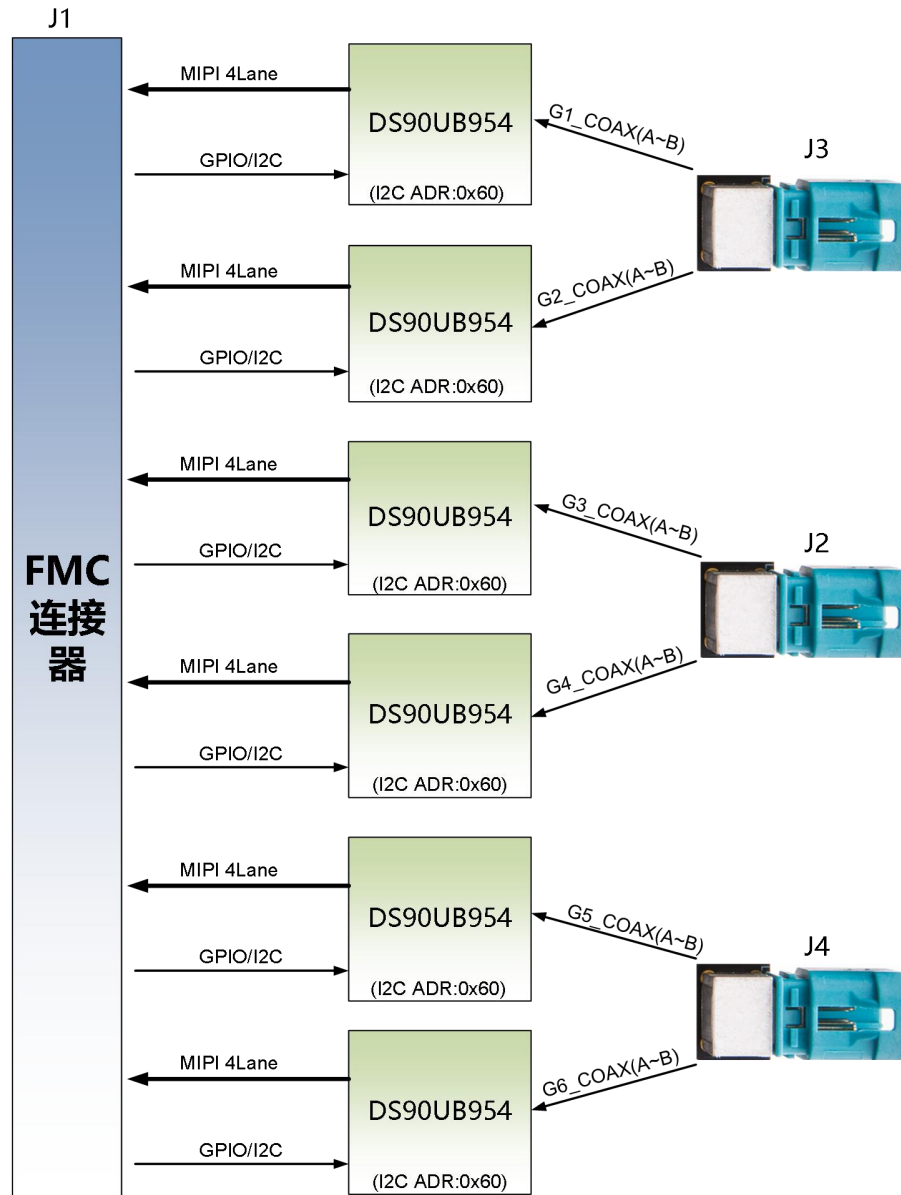 J1
MIPI 4Lane
DS90UB954
GPIO/I2C
(I2C ADR:0x60)
G1_COAX(A~B)
J3
MIPI 4Lane
DS90UB954
GPIO/I2C
(I2C ADR:0x60)
G2_COAX(A~B)
MIPI 4Lane
DS90UB954
GPIO/I2C
(I2C ADR:0x60)
G3_COAX(A~B)
J2
FMC
连接
器
MIPI 4Lane
DS90UB954
GPIO/I2C
(I2C ADR:0x60)
G4_COAX(A~B)
MIPI 4Lane
DS90UB954
GPIO/I2C
(I2C ADR:0x60)
G5_COAX(A~B)
J4
MIPI 4Lane
DS90UB954
GPIO/I2C
(I2C ADR:0x60)
G6_COAX(A~B)